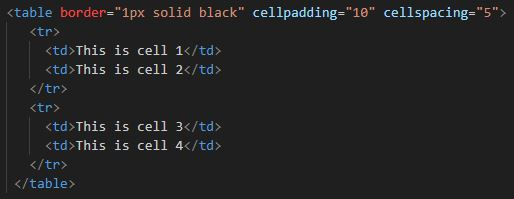 <table border="1px solid black" cellpadding="10" cellspacing="5">
<tr>
<td>This is cell 1</td>
<td>This is cell 2</td>
</tr>
<tr>
<td>This is cell 3</td>
<td>This is cell 4</td>
</tr>
</table>